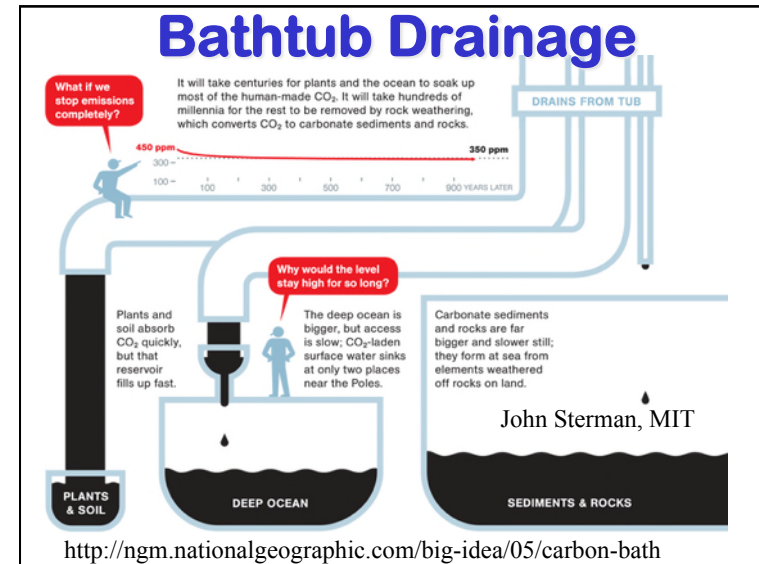 Bathtub Drainage
What if we
stop emissions
completely?
It will take centuries for plants and the ocean to soak up
most of the human-made CO₂. It will take hundreds of
millennia for the rest to be removed by rock weathering,
which converts CO₂ to carbonate sediments and rocks.
DRAINS FROM TUB
450 ppm
350 ppm
300
100
100 300 500 700 900 YEARS LATER
Why would the level
stay high for so long?
Plants and
soil absorb
CO₂ quickly,
but that
reservoir
fills up fast.
The deep ocean is
bigger, but access
is slow; CO₂-laden
surface water sinks
at only two places
near the Poles.
Carbonate sediments
and rocks are far
bigger and slower still;
they form at sea from
elements weathered
off rocks on land.
John Sterman, MIT
PLANTS
& SOIL
DEEP OCEAN
SEDIMENTS & ROCKS
http://ngm.nationalgeographic.com/big-idea/05/carbon-bath